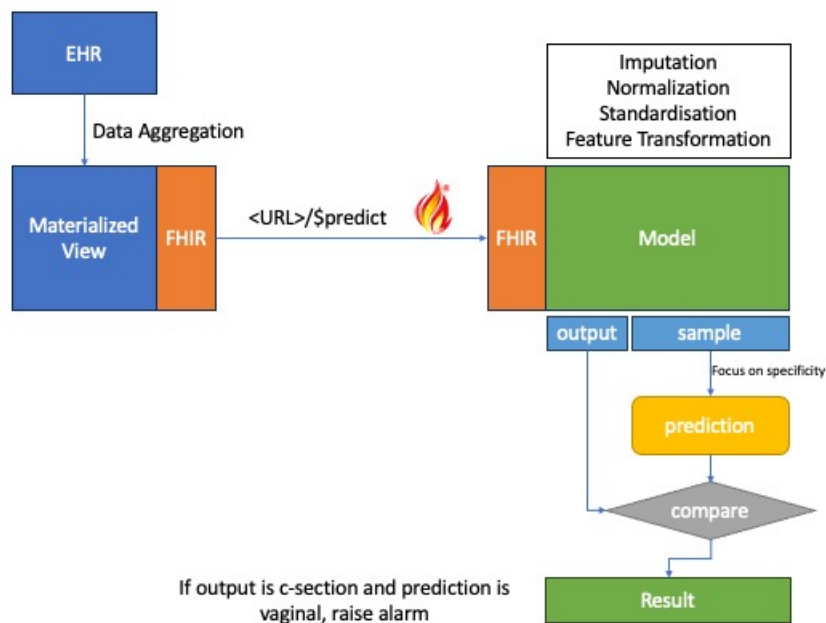 EHR
Data Aggregation
Imputation
Normalization
Standardisation
Feature Transformation
Materialized
View
FHIR
<URL>/$predict
FHIR
Model
output
sample
Focus on specificity
prediction
compare
If output is c-section and prediction is
vaginal, raise alarm
Result